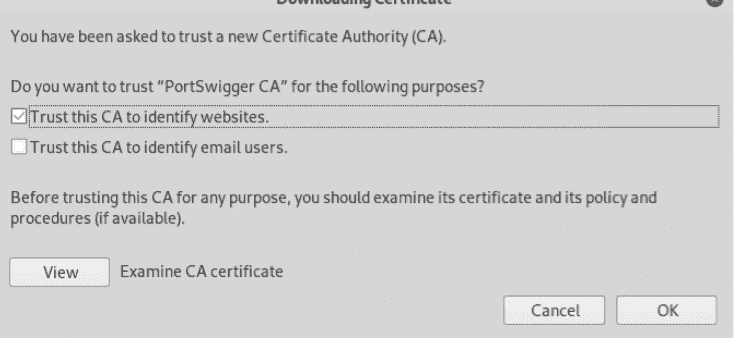 Downloading Certificate
You have been asked to trust a new Certificate Authority (CA).
Do you want to trust “PortSwigger CA” for the following purposes?
Trust this CA to identify websites.
Trust this CA to identify email users.
Before trusting this CA for any purpose, you should examine its certificate and its policy and
procedures (if available).
View Examine CA certificate
Cancel OK